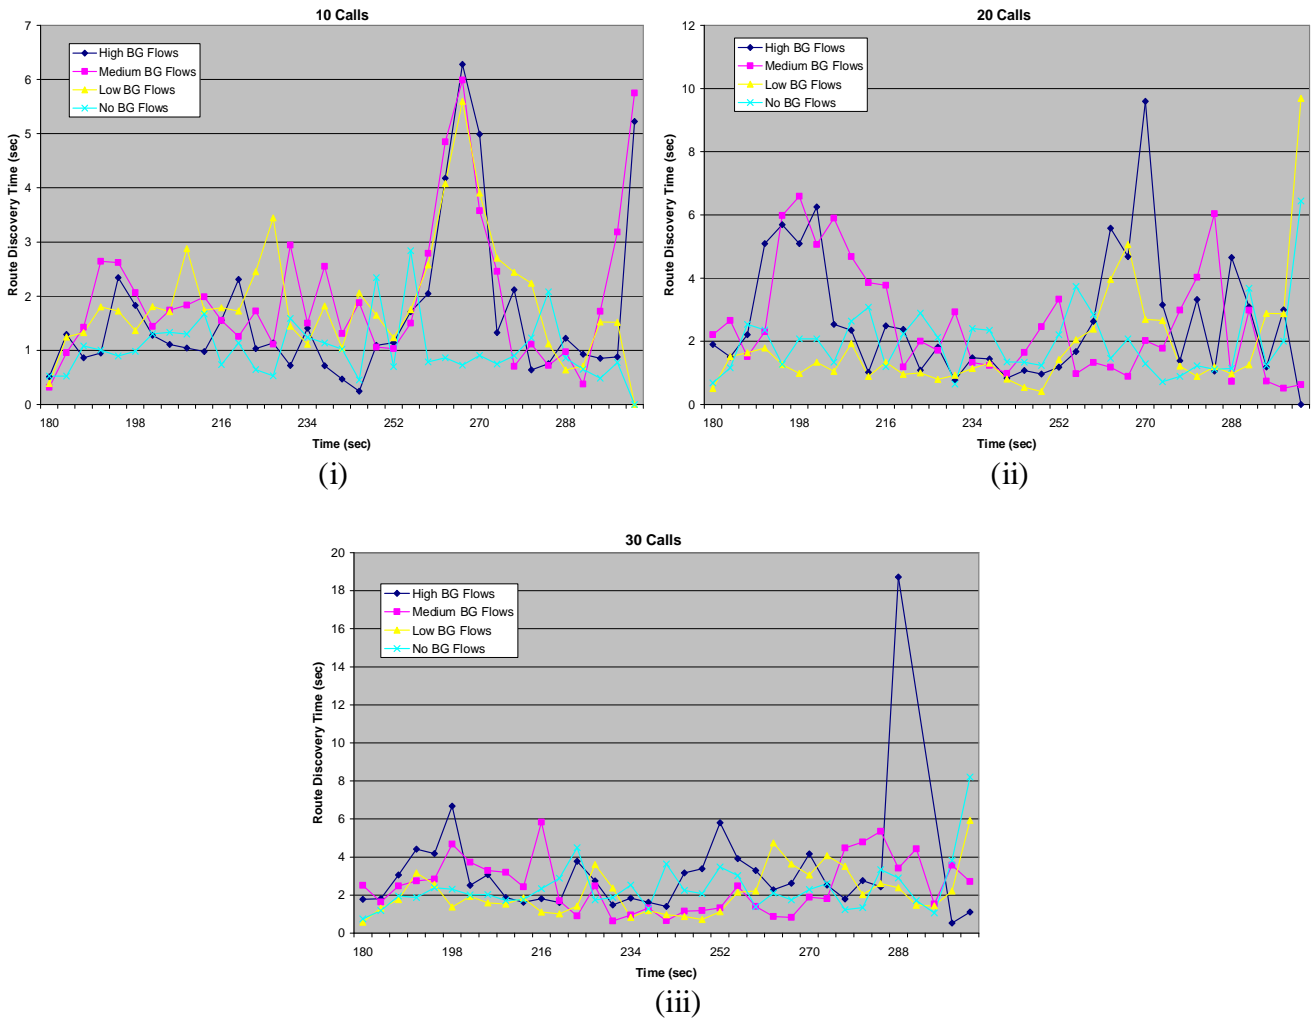 10 Calls
Route Discovery Time (sec)
7
6
5
4
3
2
1
0
High BG Flows
Medium BG Flows
Low BG Flows
No BG Flows
180 198 216 234 252 270 288
Time (sec)
(i)
20 Calls
Route Discovery Time (sec)
12
10
8
6
4
2
0
High BG Flows
Medium BG Flows
Low BG Flows
No BG Flows
180 198 216 234 252 270 288
Time (sec)
(ii)
30 Calls
Route Discovery Time (sec)
20
18
16
14
12
10
8
6
4
2
0
High BG Flows
Medium BG Flows
Low BG Flows
No BG Flows
180 198 216 234 252 270 288
Time (sec)
(iii)